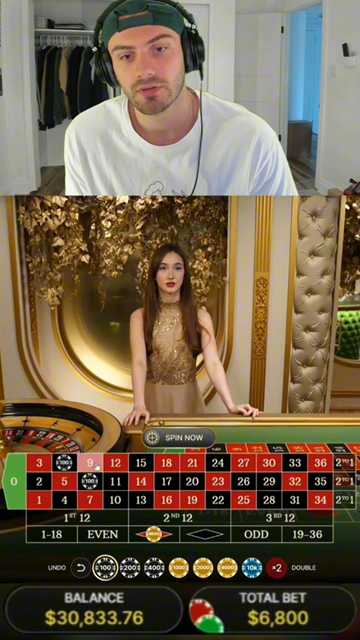 SPIN NOW
3 100 9 12 15 18 21 24 27 30 33 36 2 TO 1
0 2 5 100 11 14 17 20 23 26 29 32 35 2 TO 1
1 4 7 10 13 16 19 22 25 28 31 34 2 TO 1
1ST 12 2ND 12 3RD 12
1-18 EVEN ODD 19-36
UNDO 100 200 400 1000 2000 4000 10k ×2 DOUBLE
BALANCE TOTAL BET
$30,833.76 $6,800